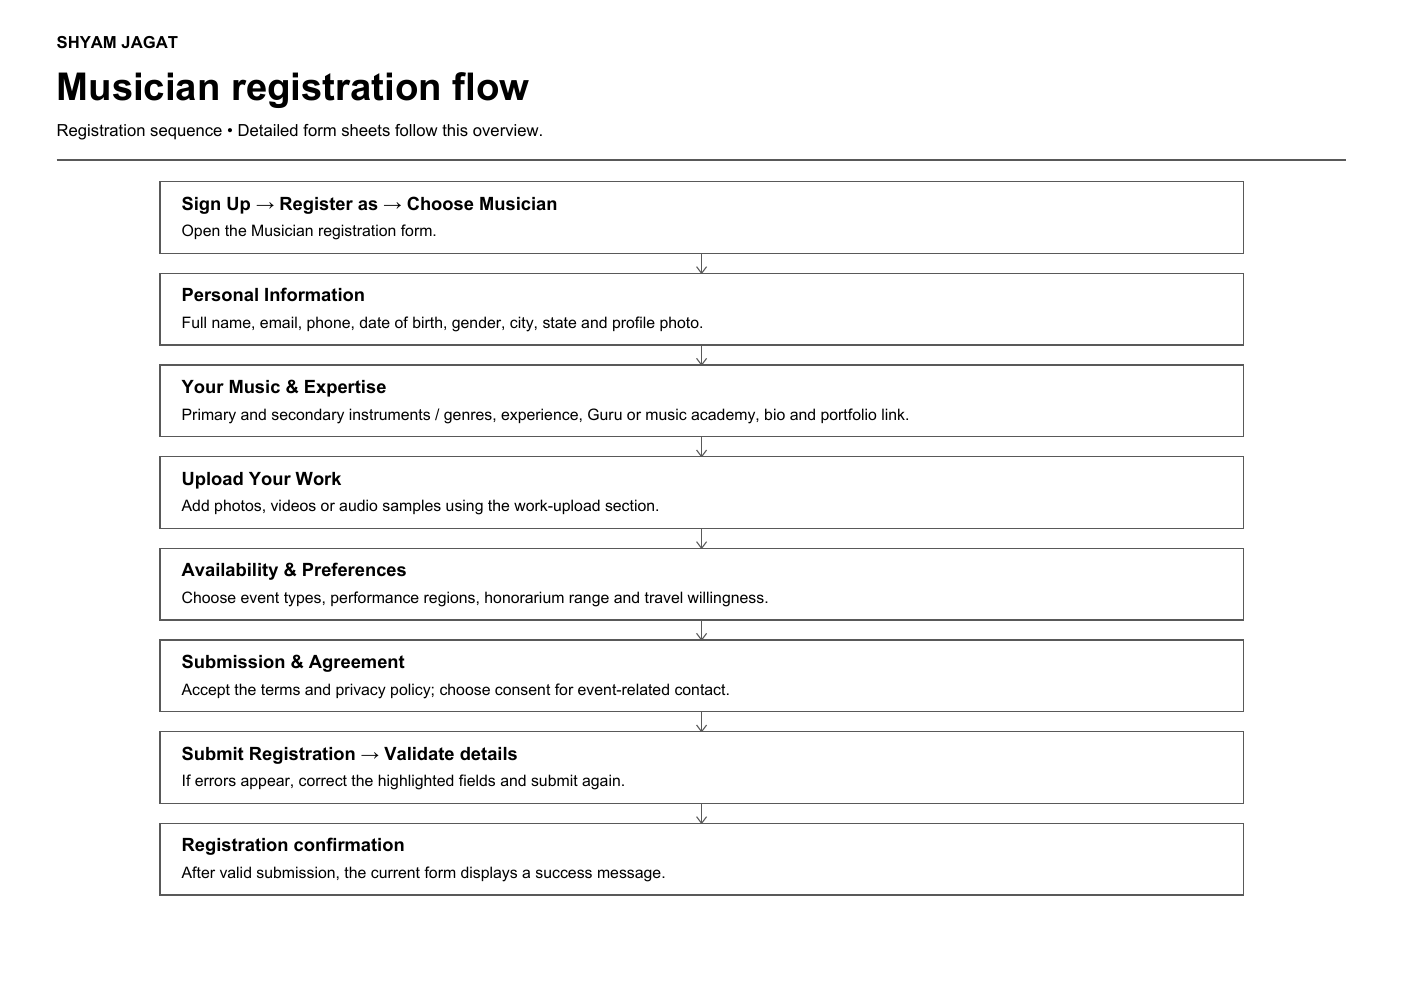 SHYAM JAGAT
Musician registration flow
Registration sequence • Detailed form sheets follow this overview.
Sign Up → Register as → Choose Musician
Open the Musician registration form.
Personal Information
Full name, email, phone, date of birth, gender, city, state and profile photo.
Your Music & Expertise
Primary and secondary instruments / genres, experience, Guru or music academy, bio and portfolio link.
Upload Your Work
Add photos, videos or audio samples using the work-upload section.
Availability & Preferences
Choose event types, performance regions, honorarium range and travel willingness.
Submission & Agreement
Accept the terms and privacy policy; choose consent for event-related contact.
Submit Registration → Validate details
If errors appear, correct the highlighted fields and submit again.
Registration confirmation
After valid submission, the current form displays a success message.